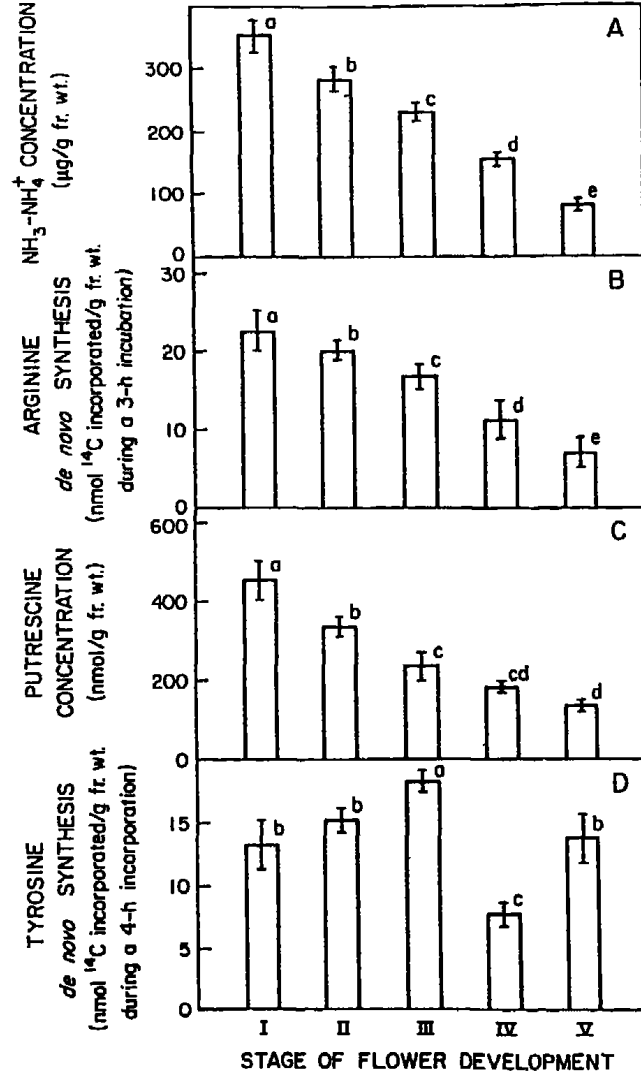 NH₃-NH₄⁺ CONCENTRATION
(µg/g fr. wt.)
300
200
100
0
A
a
b
c
d
e
ARGININE
de novo SYNTHESIS
(nmol ¹⁴C incorporated/g fr. wt.
during a 3-h incubation)
30
20
10
0
B
a
b
c
d
e
PUTRESCINE
CONCENTRATION
(nmol/g fr. wt.)
600
400
200
0
C
a
b
c
cd
d
TYROSINE
de novo SYNTHESIS
(nmol ¹⁴C incorporated/g fr. wt.
during a 4-h incorporation)
15
10
5
0
D
b
b
a
c
b
I II III IV V
STAGE OF FLOWER DEVELOPMENT